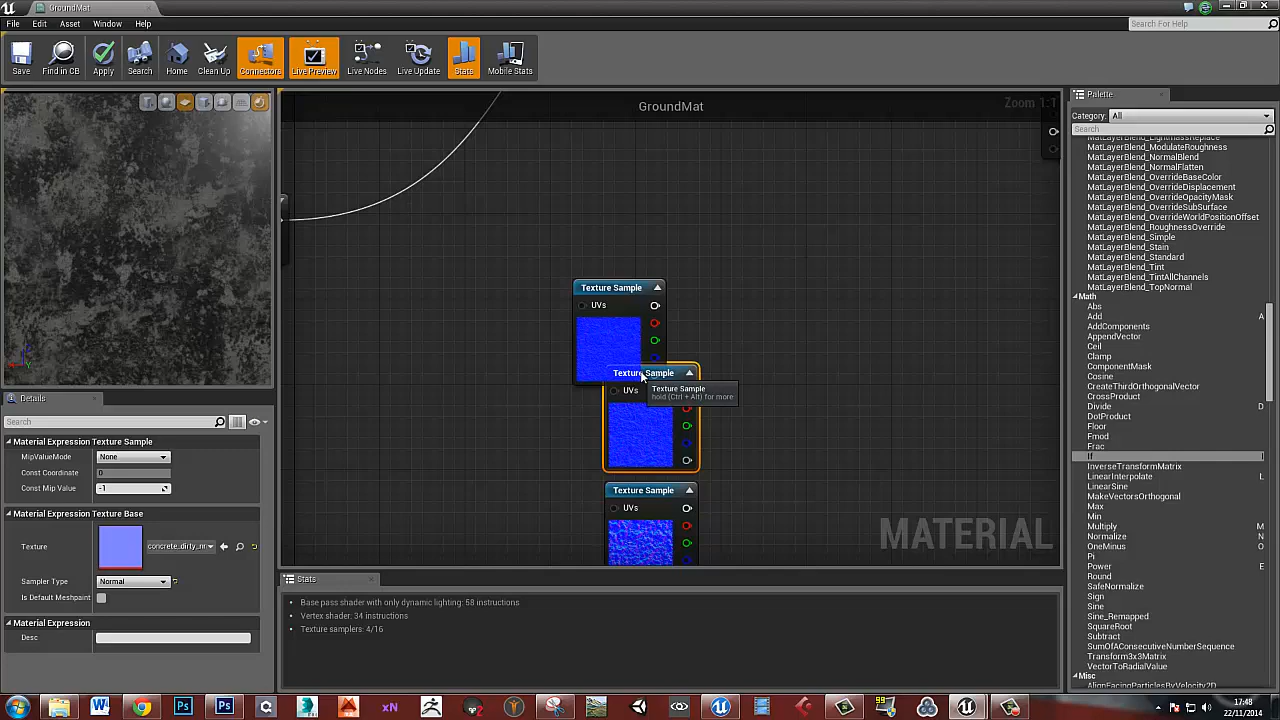 GroundMat
File Edit Asset Window Help
Search For Help
Save Find in CB Apply Search Home Clean Up Connectors Live Preview Live Nodes Live Update Stats Mobile Stats
GroundMat
Zoom 1:1
Palette
Category: All
Search
MatLayerBlend_LightmassReplace
MatLayerBlend_ModulateRoughness
MatLayerBlend_NormalBlend
MatLayerBlend_NormalFlatten
MatLayerBlend_OverrideBaseColor
MatLayerBlend_OverrideDisplacement
MatLayerBlend_OverrideOpacityMask
MatLayerBlend_OverrideSubSurface
MatLayerBlend_OverrideWorldPositionOffset
MatLayerBlend_RoughnessOverride
MatLayerBlend_Simple
MatLayerBlend_Stain
MatLayerBlend_Standard
MatLayerBlend_Tint
MatLayerBlend_TintAllChannels
MatLayerBlend_TopNormal
Math
Abs
Add A
AddComponents
AppendVector
Ceil
Clamp
ComponentMask
Cosine
CreateThirdOrthogonalVector
CrossProduct
Divide D
DotProduct
Floor
Fmod
Frac
If I
InverseTransformMatrix
LinearInterpolate L
LinearSine
MakeVectorsOrthogonal
Max
Min
Multiply M
Normalize N
OneMinus O
Pi
Power E
Round
SafeNormalize
Sign
Sine
Sine_Remapped
SquareRoot
Subtract
SumOfAConsecutiveNumberSequence
Transform3x3Matrix
VectorToRadialValue
Misc
AlignFacingParticlesByVelocity2D
Texture Sample
UVs
Texture Sample
UVs
Texture Sample
hold (Ctrl + Alt) for more
Texture Sample
UVs
MATERIAL
Details
Search
Material Expression Texture Sample
MipValueMode None
Const Coordinate 0
Const Mip Value -1
Material Expression Texture Base
Texture
Sampler Type Normal
Is Default Meshpaint
Material Expression
Desc
Stats
Base pass shader with only dynamic lighting: 58 instructions
Vertex shader: 34 instructions
Texture samplers: 4/16
17:48
22/11/2014